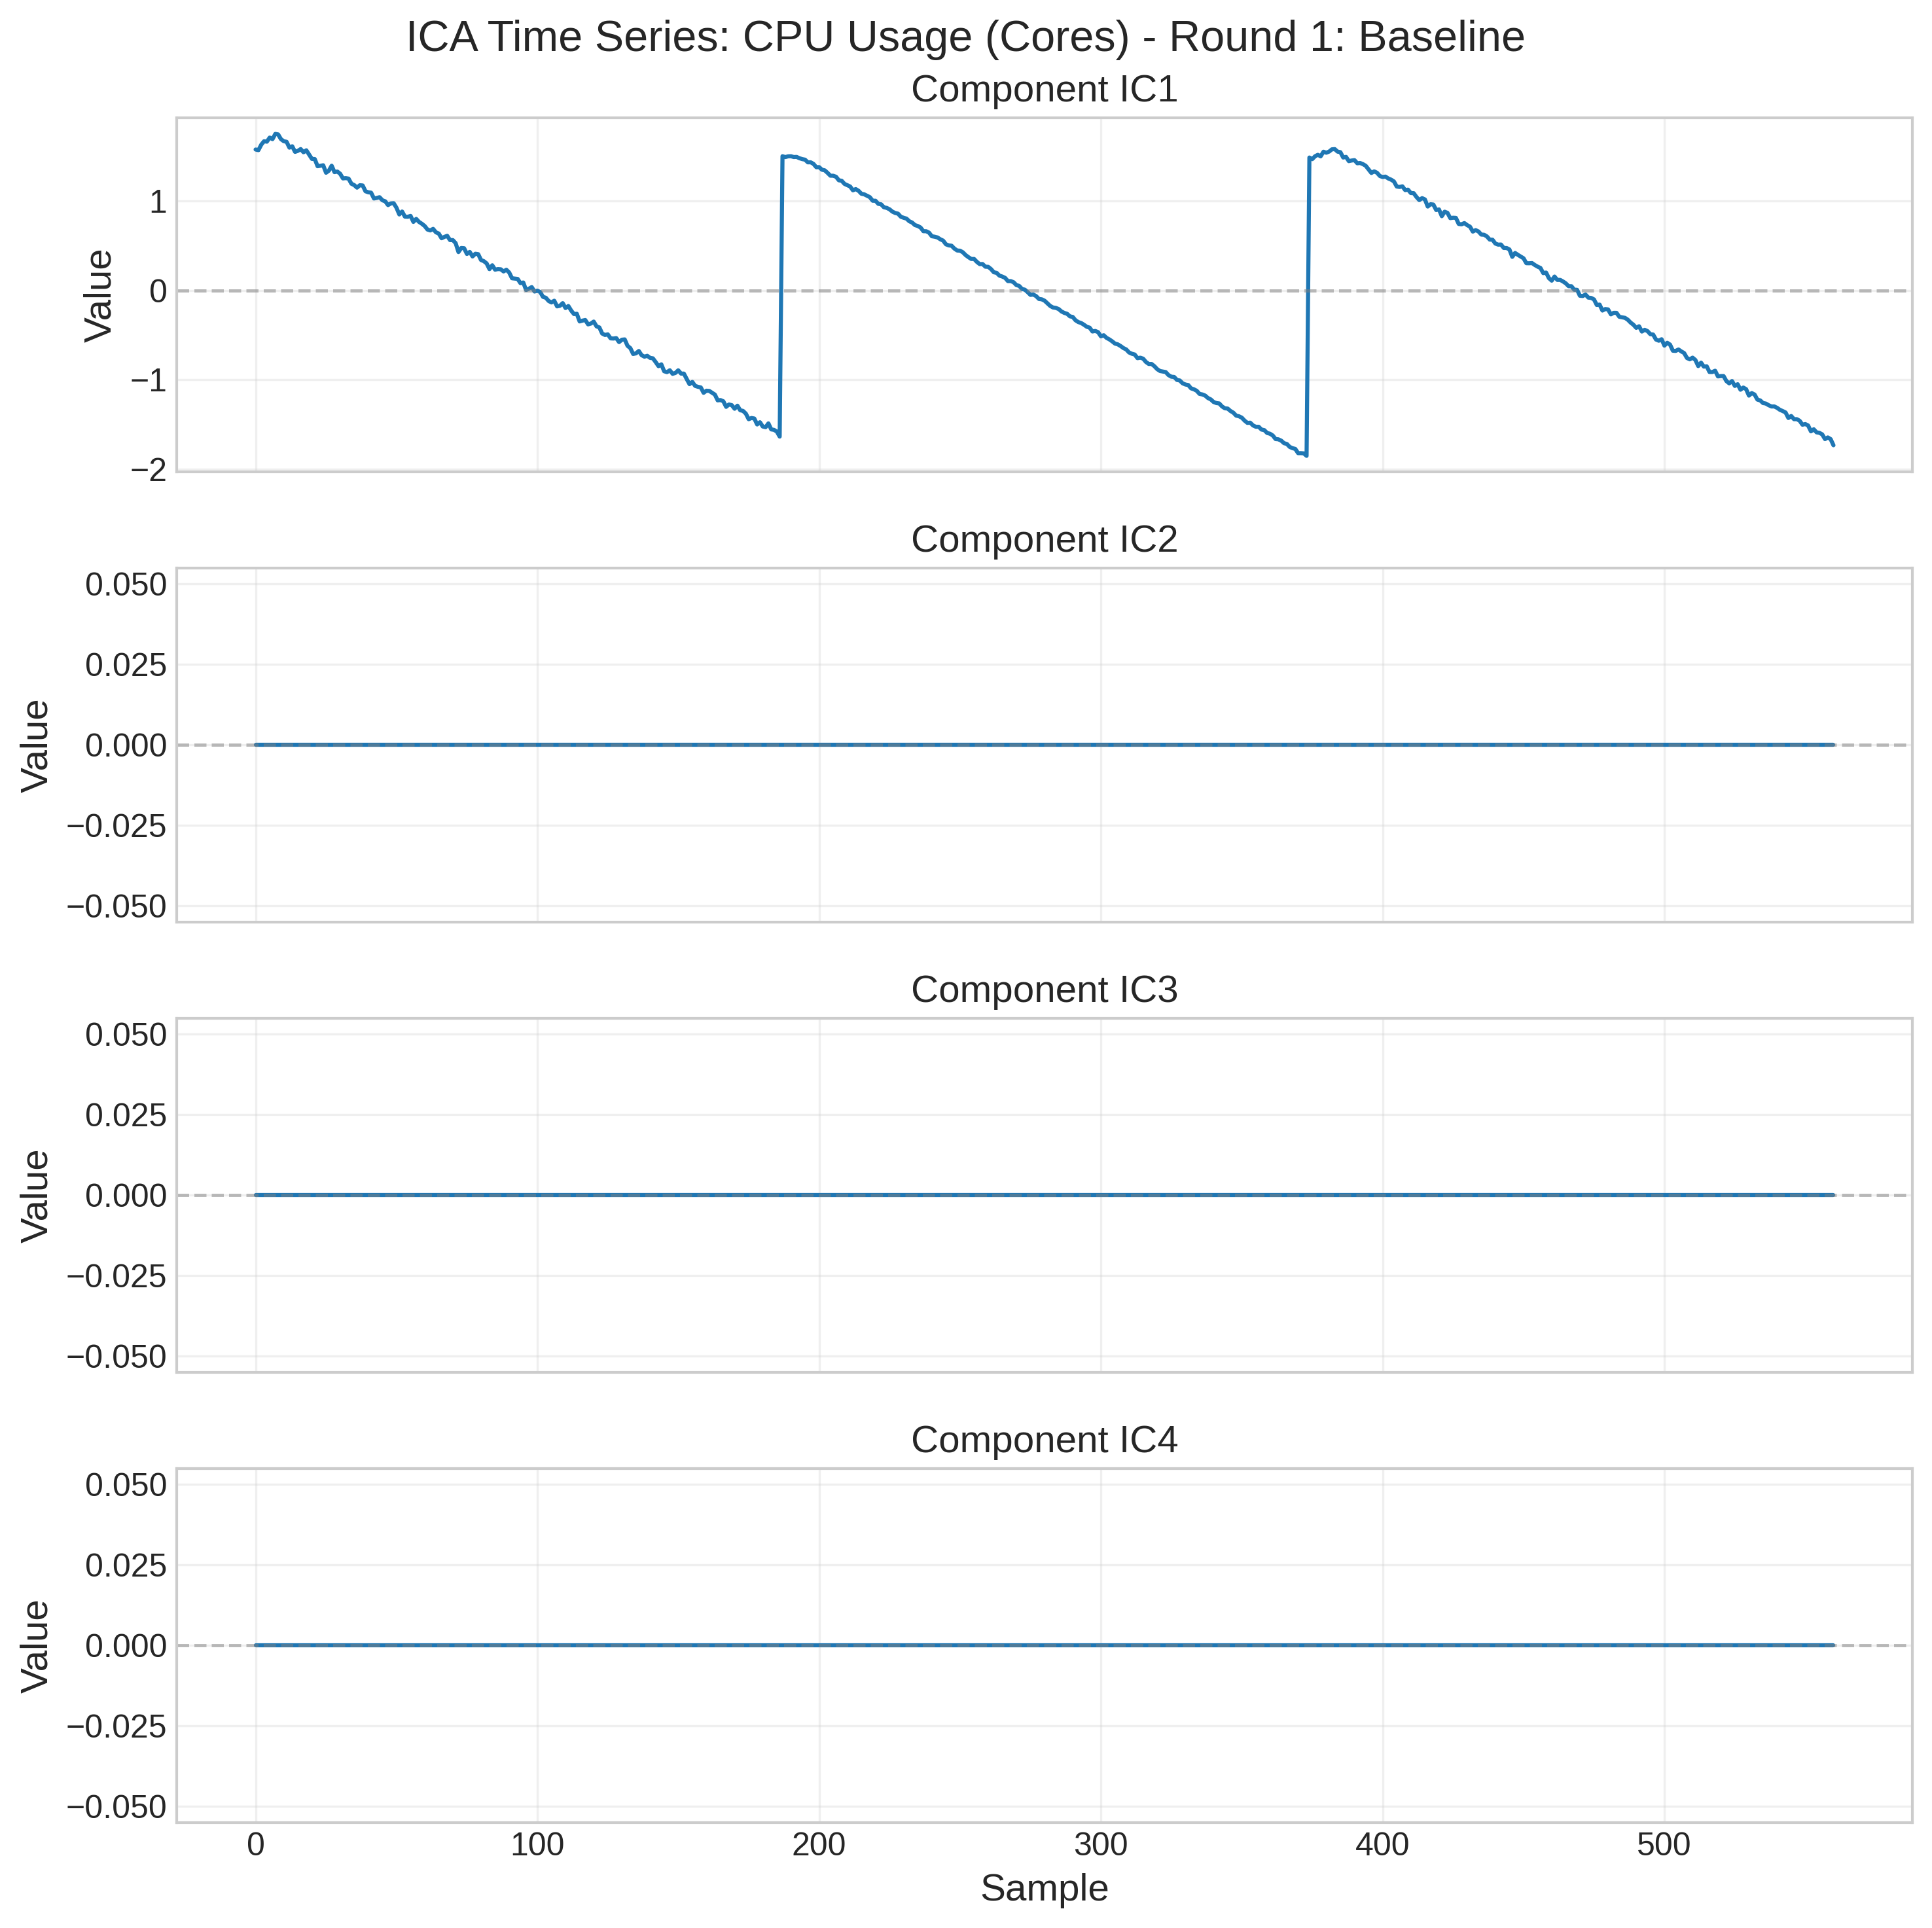 ICA Time Series: CPU Usage (Cores) - Round 1: Baseline
Component IC1
Value
1
0
−1
−2
Component IC2
Value
0.050
0.025
0.000
−0.025
−0.050
Component IC3
Value
0.050
0.025
0.000
−0.025
−0.050
Component IC4
Value
0.050
0.025
0.000
−0.025
−0.050
0 100 200 300 400 500
Sample